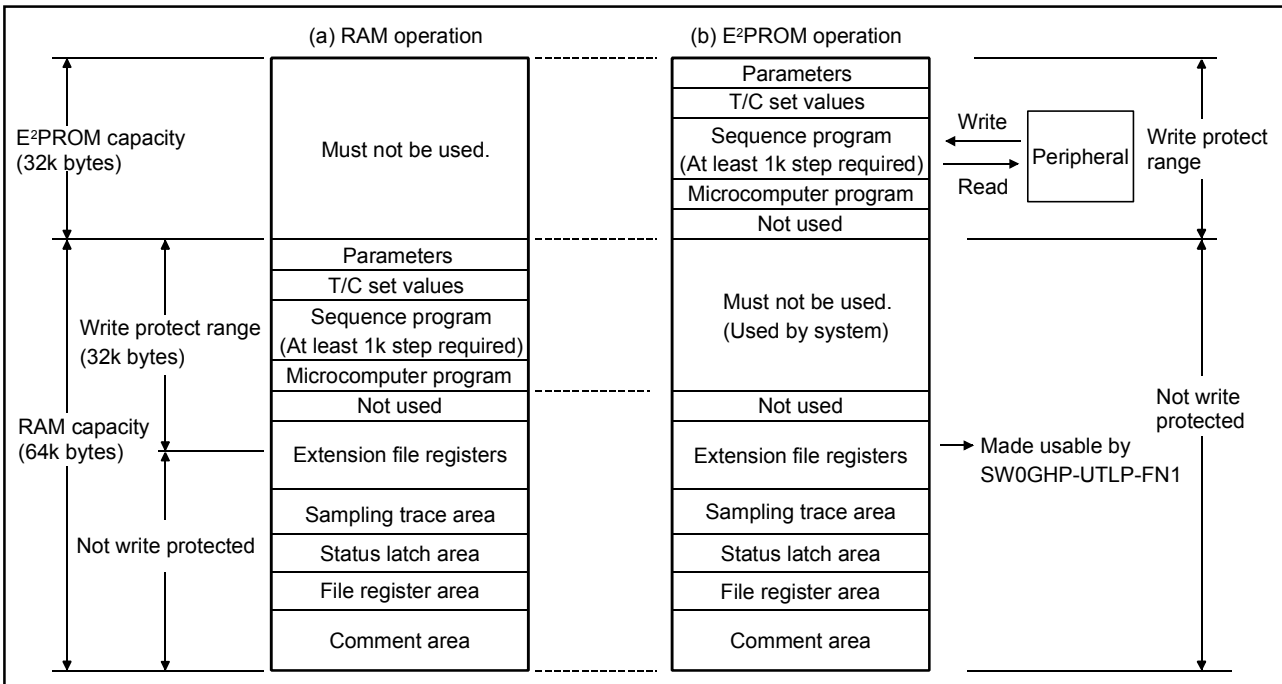 (a) RAM operation
(b) E²PROM operation
E²PROM capacity
(32k bytes)
Must not be used.
Parameters
T/C set values
Sequence program
(At least 1k step required)
Microcomputer program
Not used
Write
Read
Peripheral
Write protect
range
RAM capacity
(64k bytes)
Write protect range
(32k bytes)
Not write protected
Parameters
T/C set values
Sequence program
(At least 1k step required)
Microcomputer program
Not used
Extension file registers
Sampling trace area
Status latch area
File register area
Comment area
Must not be used.
(Used by system)
Not used
Extension file registers
Sampling trace area
Status latch area
File register area
Comment area
Made usable by
SW0GHP-UTLP-FN1
Not write
protected